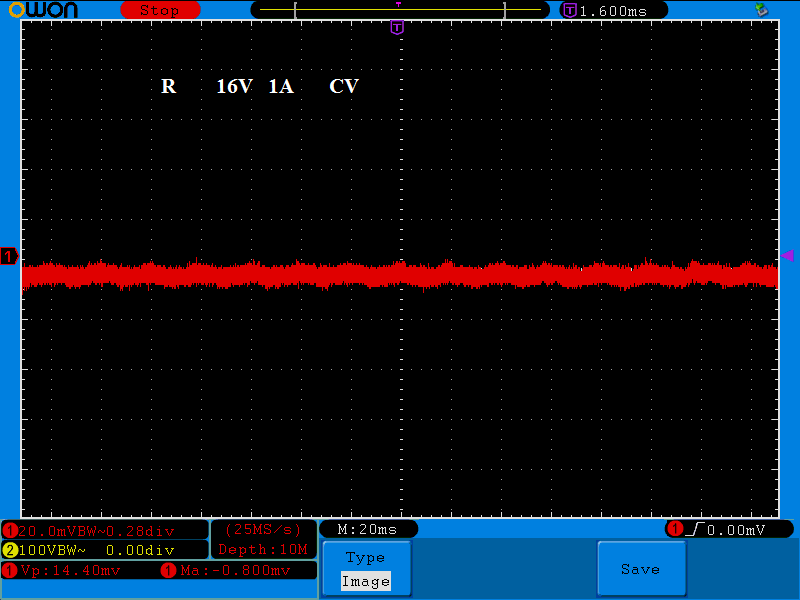 OWON Stop T 1.600ms
T
R 16V 1A CV
1
1 20.0mVBW~0.28div (25MS/s) M:20ms 1 0.00mV
2 100VBW~ 0.00div Depth:10M Type Save
1 Vp:14.40mv 1 Ma:-0.800mv Image